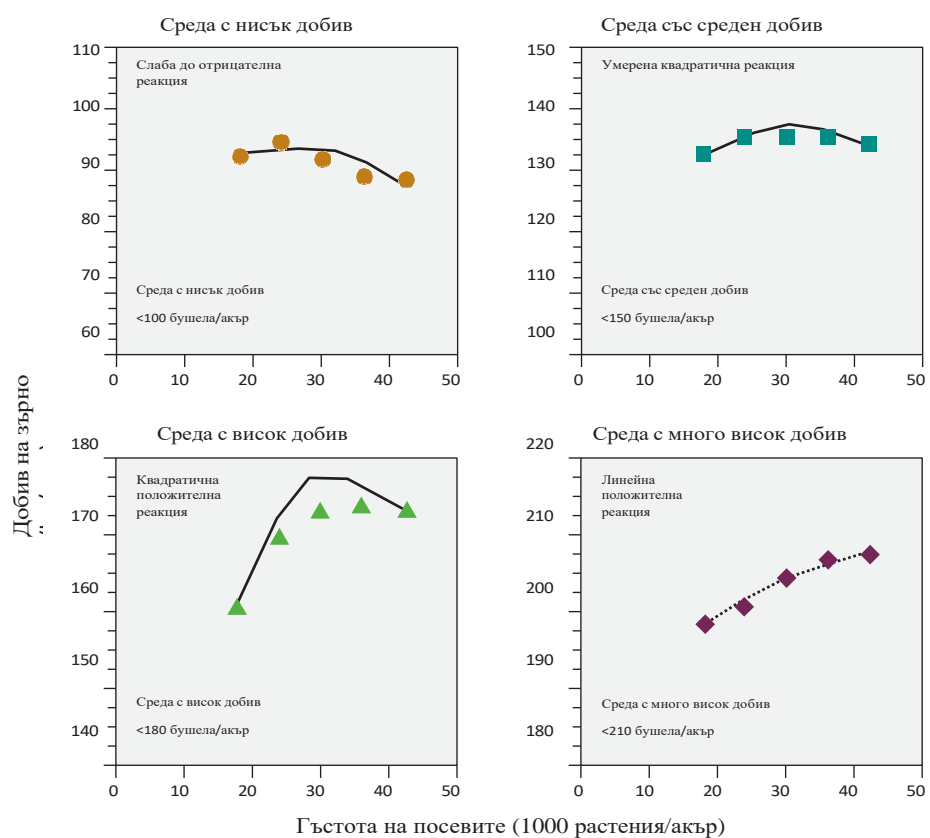 Среда с нисък добив
110
100
90
80
70
60
Слаба до отрицателна
реакция
Среда с нисък добив
<100 бушела/акър
0 10 20 30 40 50
Среда със среден добив
150
140
130
120
110
100
Умерена квадратична реакция
Среда със среден добив
<150 бушела/акър
0 10 20 30 40 50
Добив на зърно
Среда с висок добив
180
170
160
150
140
Квадратична
положителна
реакция
Среда с висок добив
<180 бушела/акър
0 10 20 30 40 50
Среда с много висок добив
220
210
200
190
180
Линейна
положителна
реакция
Среда с много висок добив
<210 бушела/акър
0 10 20 30 40 50
Гъстота на посевите (1000 растения/акър)